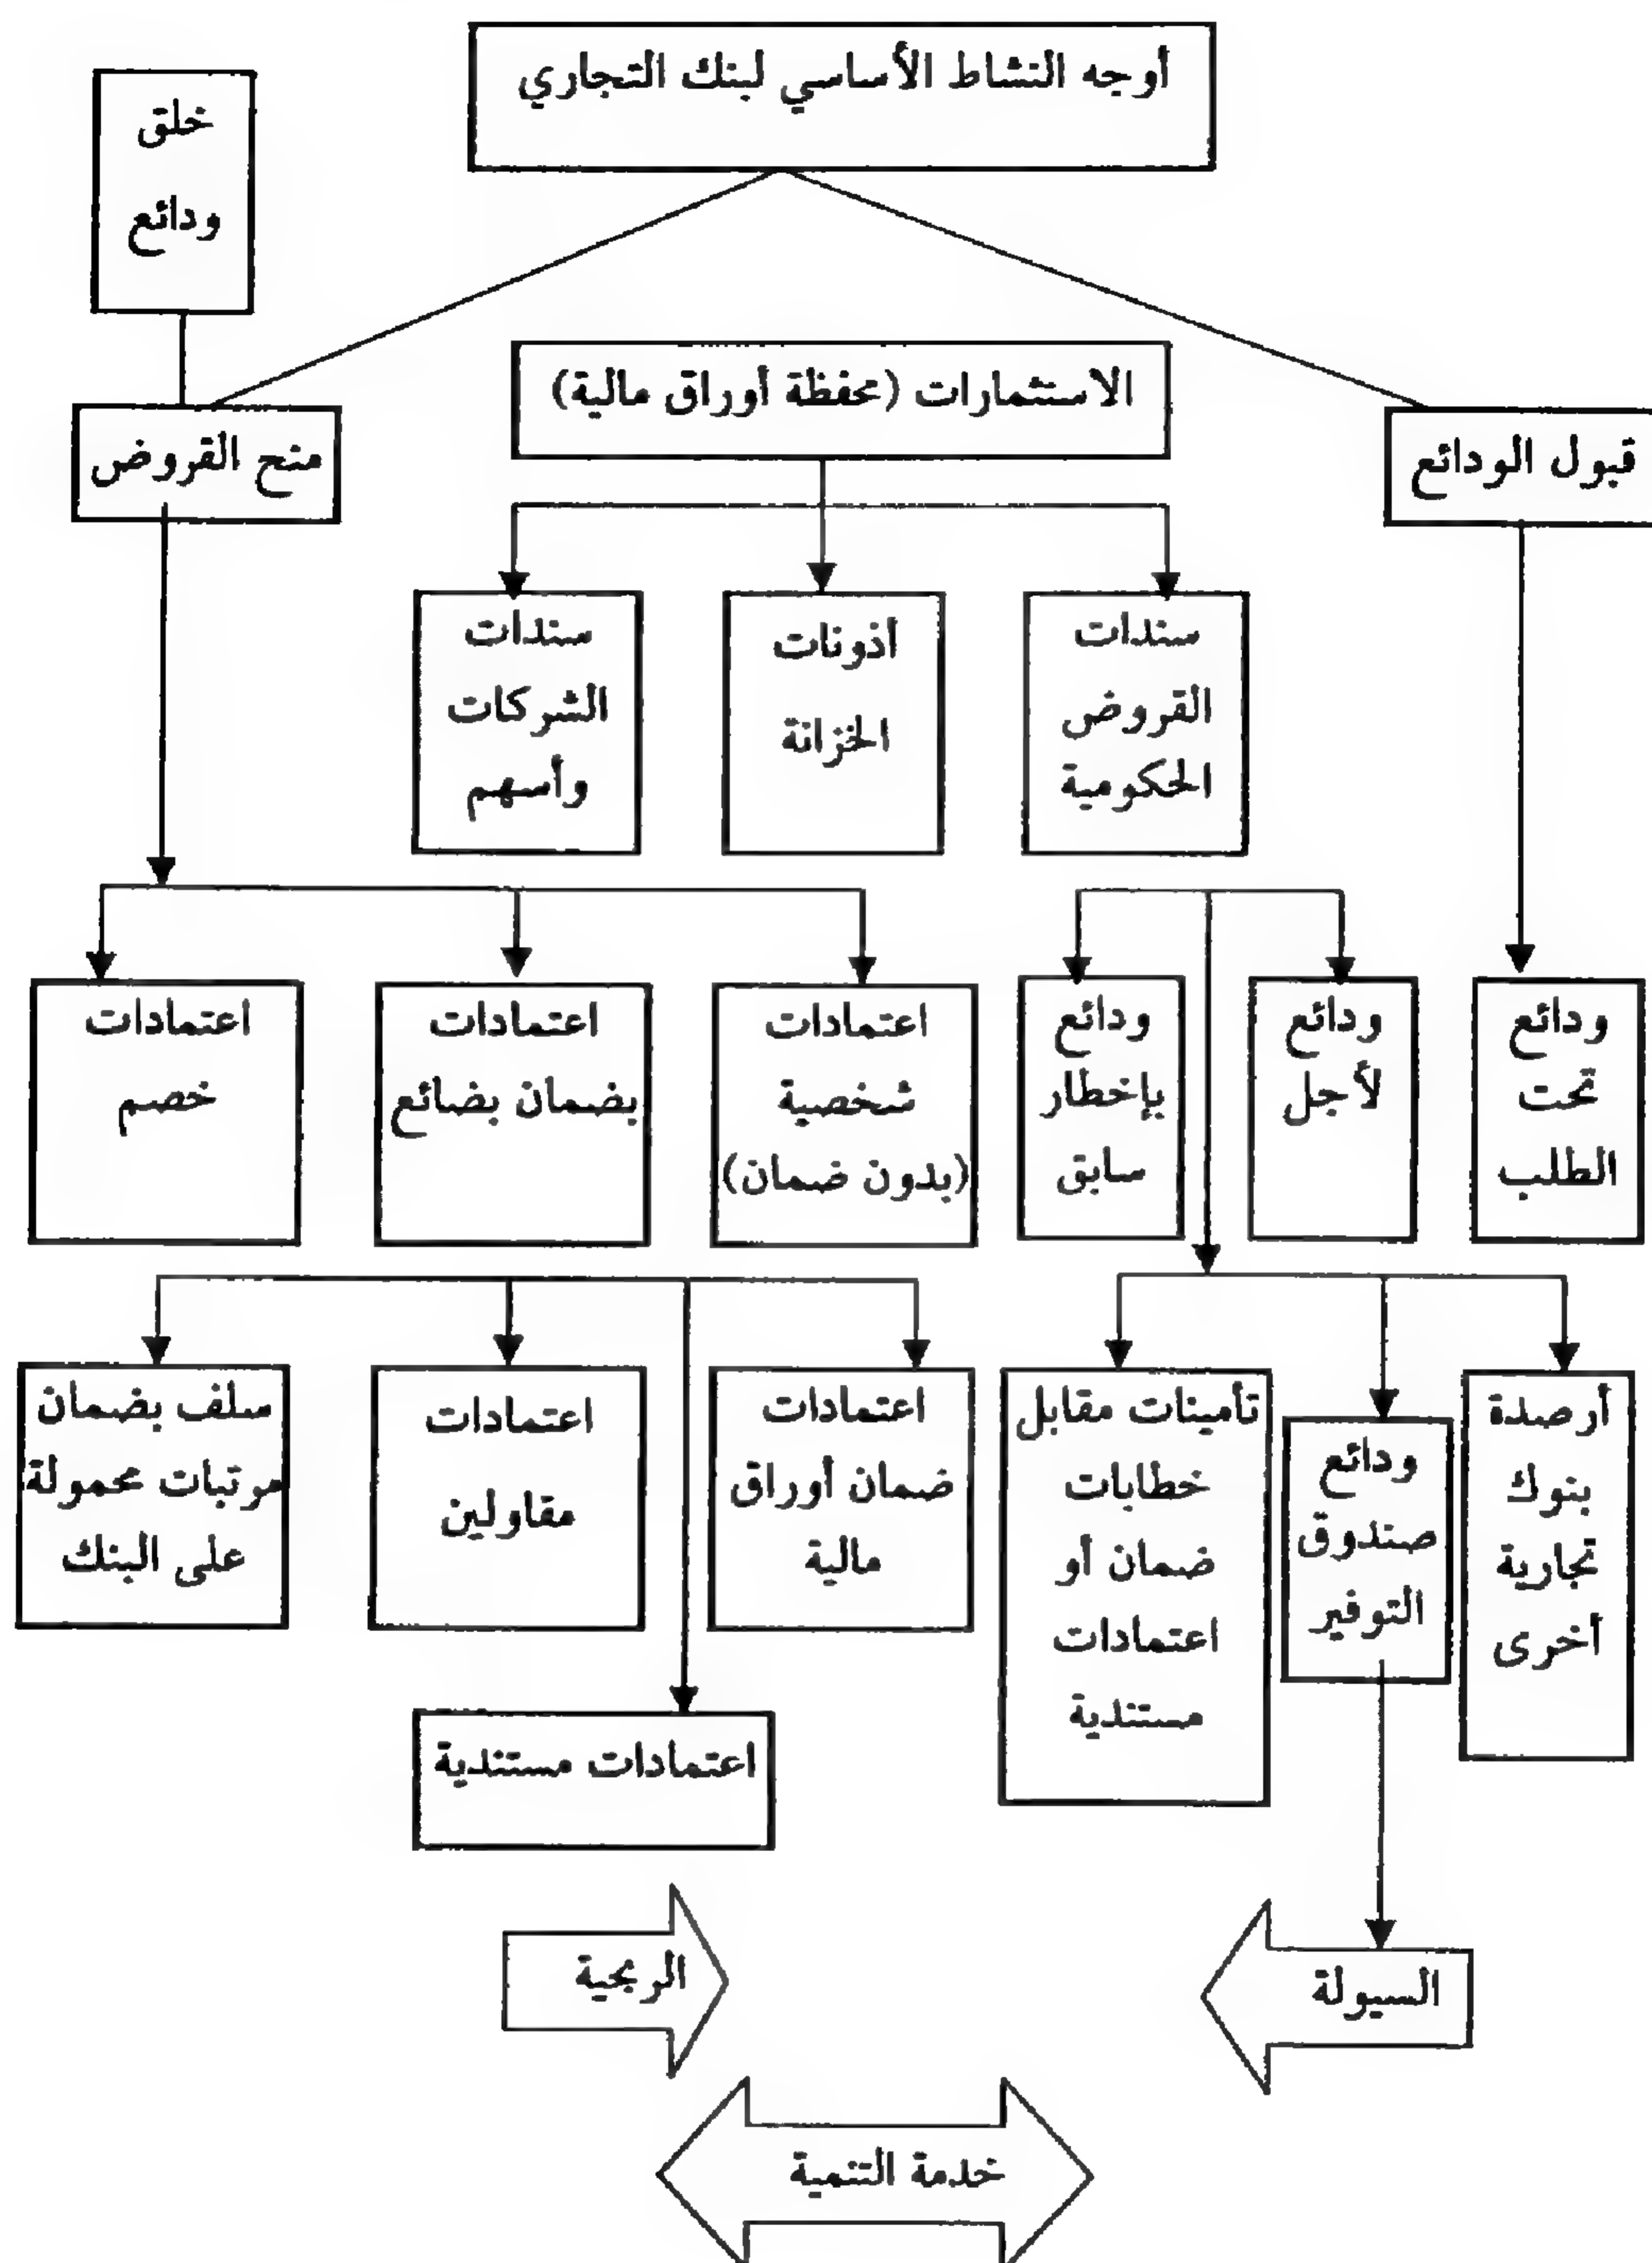 أوجه النشاط الأساسي لبنك التجاري
خلق
ودائع
الاستثمارات (محفظة أوراق مالية)
قبول الودائع
منح القروض
سندات
القروض
الحكومية
أذونات
الخزانة
سندات
الشركات
وأسهم
ودائع
تحت
الطلب
ودائع
لأجل
ودائع
بإخطار
سابق
اعتمادات
شخصية
(بدون ضمان)
اعتمادات
بضمان بضائع
اعتمادات
خصم
أرصدة
بنوك
تجارية
أخرى
ودائع
صندوق
التوفير
تأمينات مقابل
خطابات
ضمان أو
اعتمادات
مستندية
اعتمادات
ضمان أوراق
مالية
اعتمادات
مقاولين
سلف بضمان
مرتبات محمولة
على البنك
اعتمادات مستندية
السيولة
الربحية
خدمة التنمية